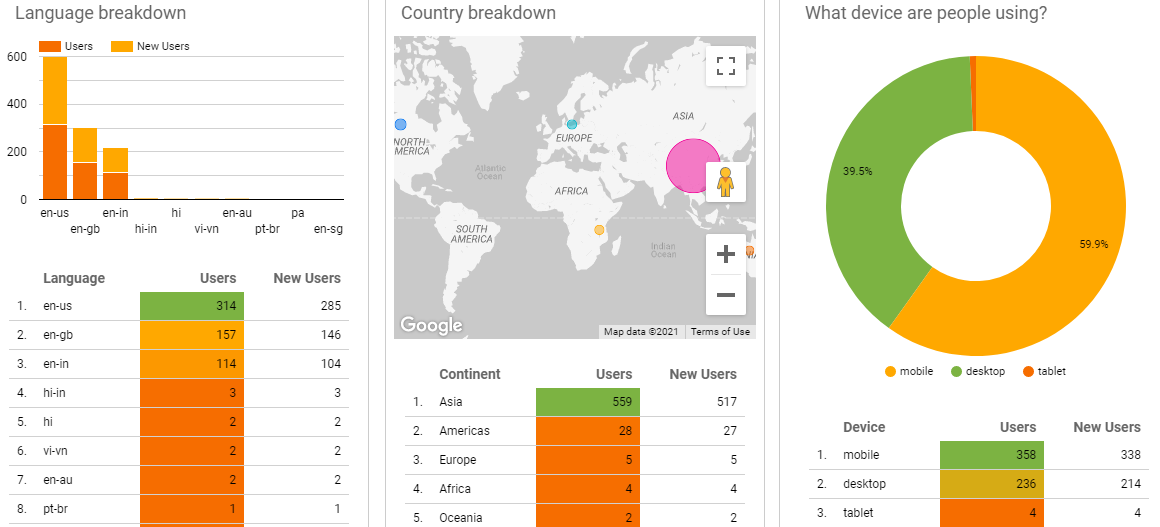 Language breakdown
Users New Users
600
400
200
0
en-us en-in hi en-au pa
en-gb hi-in vi-vn pt-br en-sg
Language Users New Users
1. en-us 314 285
2. en-gb 157 146
3. en-in 114 104
4. hi-in 3 3
5. hi 2 2
6. vi-vn 2 2
7. en-au 2 2
8. pt-br 1 1
Country breakdown
ASIA
EUROPE
NORTH
MERICA
Atlantic
Ocean
AFRICA
SOUTH
AMERICA
Indian
Ocean
Google
Map data ©2021 Terms of Use
Continent Users New Users
1. Asia 559 517
2. Americas 28 27
3. Europe 5 5
4. Africa 4 4
5. Oceania 2 2
What device are people using?
39.5%
59.9%
mobile desktop tablet
Device Users New Users
1. mobile 358 338
2. desktop 236 214
3. tablet 4 4